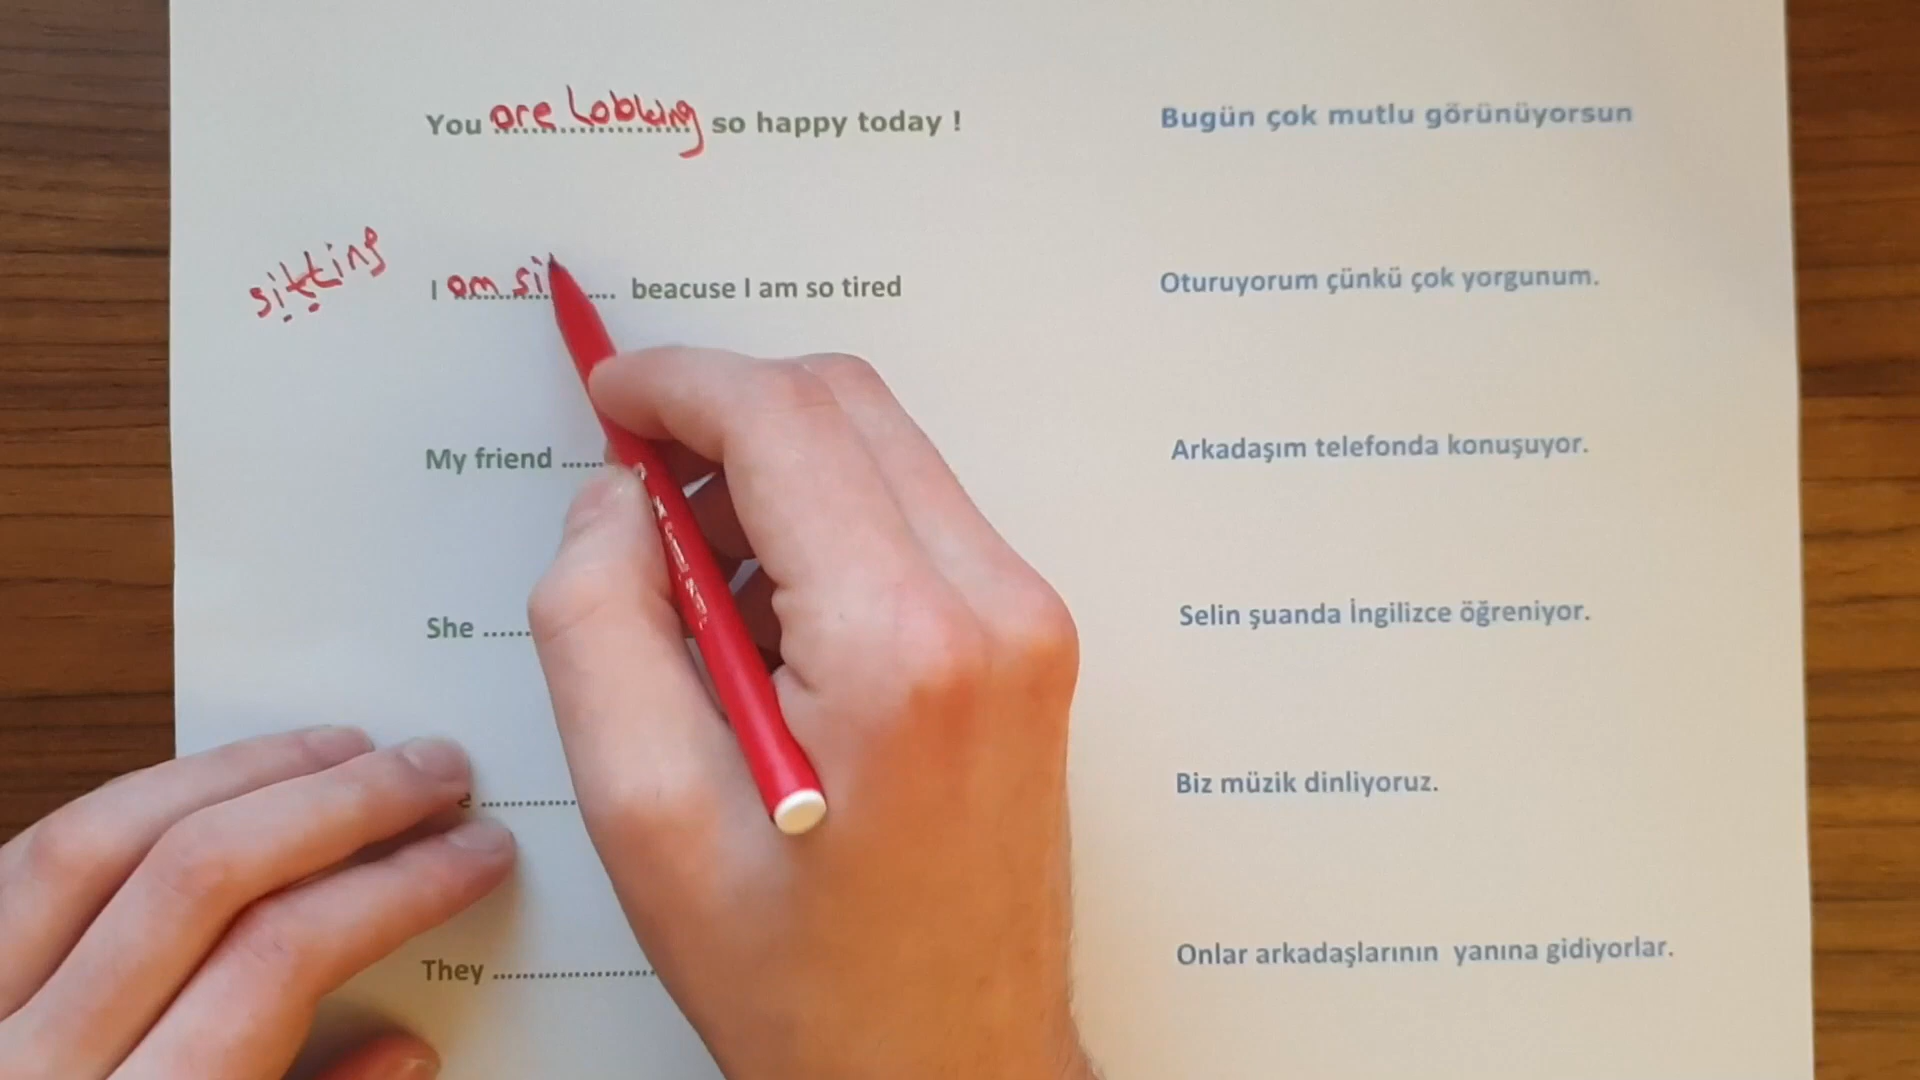 You are looking so happy today ! Bugün çok mutlu görünüyorsun
sitting
I am si beacuse I am so tired Oturuyorum çünkü çok yorgunum.
My friend ...... Arkadaşım telefonda konuşuyor.
She ...... Selin şuanda İngilizce öğreniyor.
............. Biz müzik dinliyoruz.
They ...................... Onlar arkadaşlarının yanına gidiyorlar.